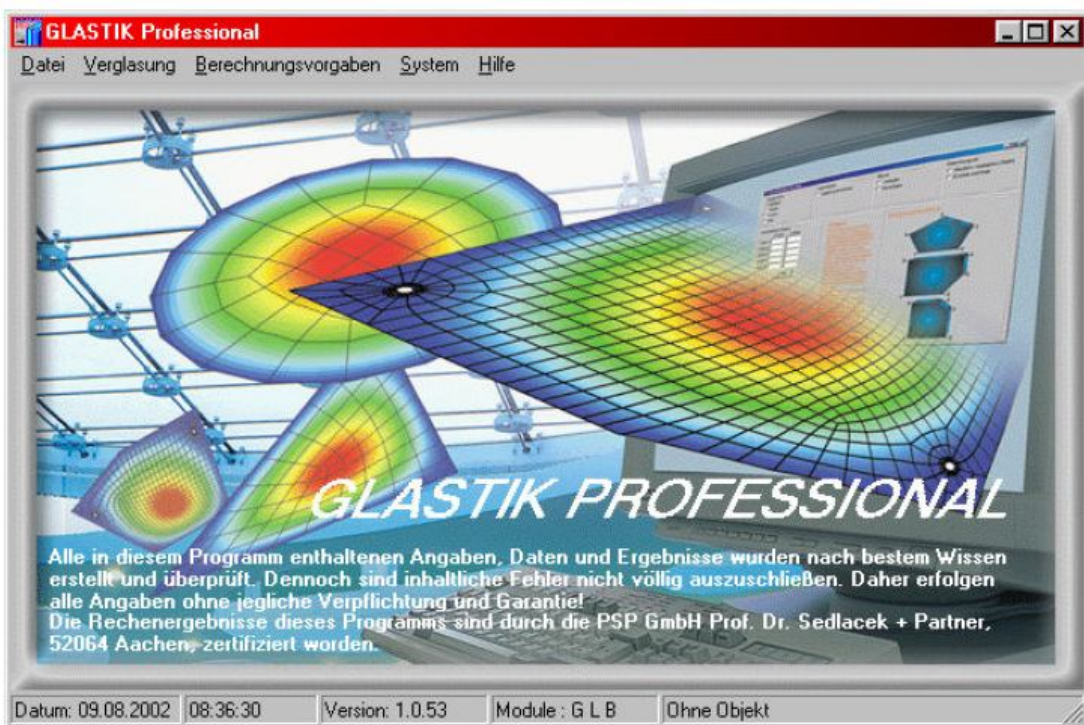 GLASTIK Professional
Datei Verglasung Berechnungsvorgaben System Hilfe
GLASTIK PROFESSIONAL
Alle in diesem Programm enthaltenen Angaben, Daten und Ergebnisse wurden nach bestem Wissen
erstellt und überprüft. Dennoch sind inhaltliche Fehler nicht völlig auszuschließen. Daher erfolgen
alle Angaben ohne jegliche Verpflichtung und Garantie!
Die Rechenergebnisse dieses Programms sind durch die PSP GmbH Prof. Dr. Sedlacek + Partner,
52064 Aachen, zertifiziert worden.
Datum: 09.08.2002 08:36:30 Version: 1.0.53 Module : G L B Ohne Objekt